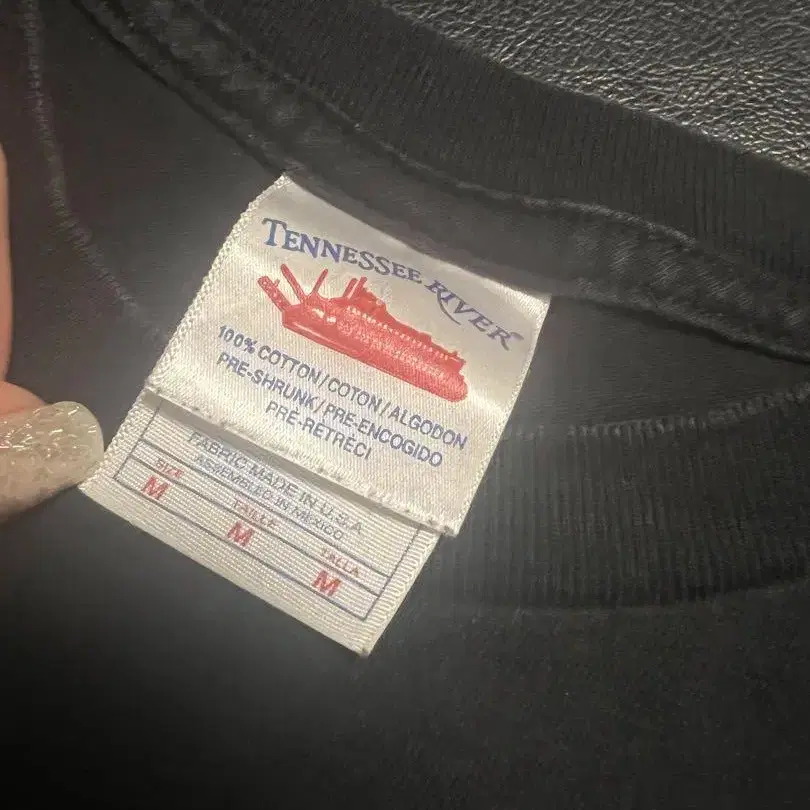 TENNESSEE RIVER
100% COTTON/COTON/ALGODON
PRE-SHRUNK/PRE-ENCOGIDO
PRÉ-RETRÉCI
FABRIC MADE IN U.S.A
ASSEMBLED IN MEXICO
SIZE TAILLE TALLA
M M M